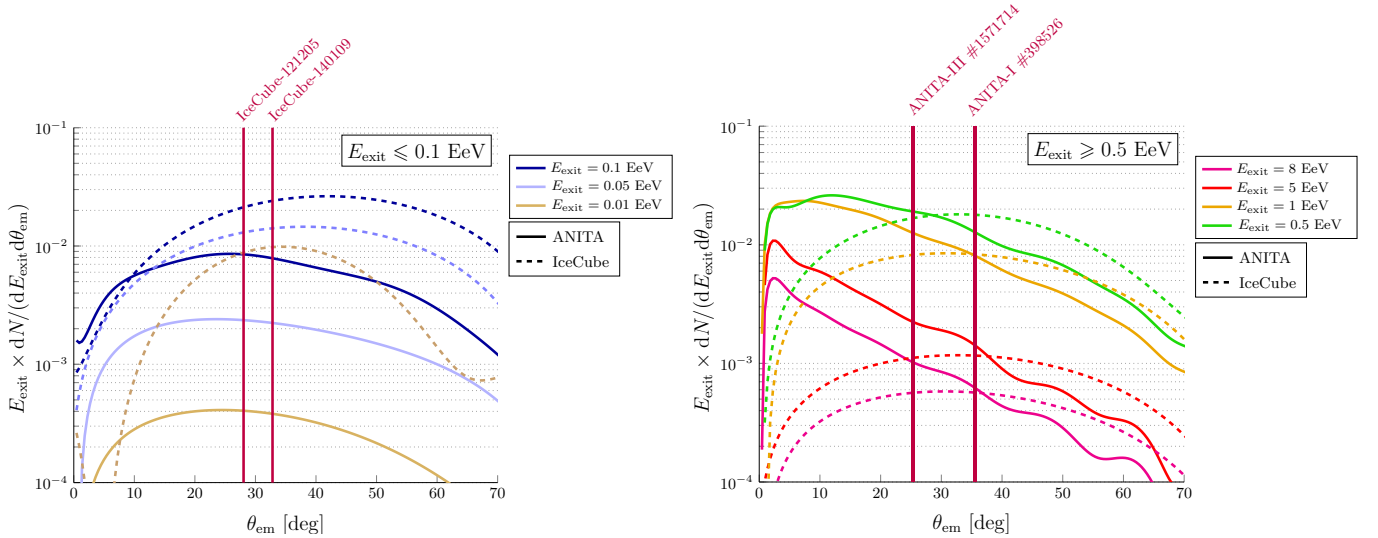 IceCube-121205
IceCube-140109
E_exit ⩽ 0.1 EeV
E_exit × dN/(dE_exit dθ_em)
10⁻¹
10⁻²
10⁻³
10⁻⁴
0 10 20 30 40 50 60 70
θ_em [deg]
E_exit = 0.1 EeV
E_exit = 0.05 EeV
E_exit = 0.01 EeV
ANITA
IceCube
ANITA-III #1571714
ANITA-I #398526
E_exit ⩾ 0.5 EeV
E_exit × dN/(dE_exit dθ_em)
10⁻¹
10⁻²
10⁻³
10⁻⁴
0 10 20 30 40 50 60 70
θ_em [deg]
E_exit = 8 EeV
E_exit = 5 EeV
E_exit = 1 EeV
E_exit = 0.5 EeV
ANITA
IceCube